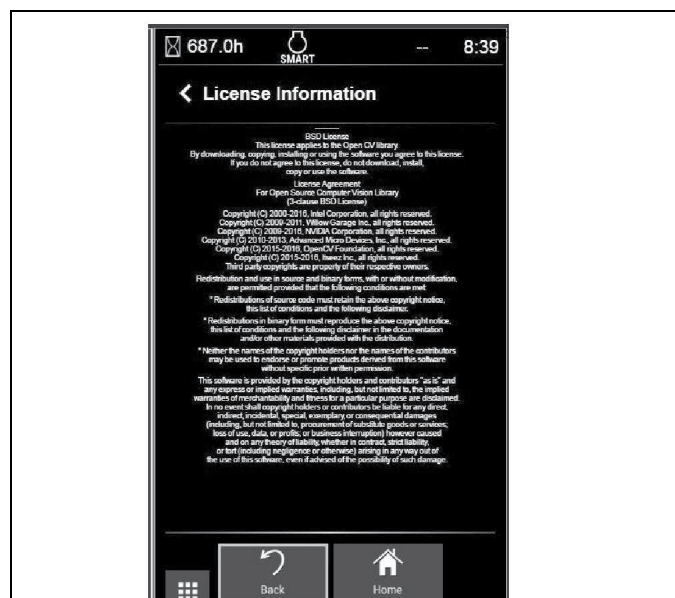 687.0h
SMART
--
8:39
License Information
BSD License
This license applies to the Open CV library.
By downloading, copying, installing or using the software you agree to this license.
If you do not agree to this license, do not download, install,
copy or use the software.
License Agreement
For Open Source Computer Vision Library
(3-clause BSD License)
Copyright (C) 2000-2016, Intel Corporation, all rights reserved.
Copyright (C) 2009-2011, Willow Garage Inc., all rights reserved.
Copyright (C) 2009-2016, NVIDIA Corporation, all rights reserved.
Copyright (C) 2010-2013, Advanced Micro Devices, Inc., all rights reserved.
Copyright (C) 2015-2016, OpenCV Foundation, all rights reserved.
Copyright (C) 2015-2016, Itseez Inc., all rights reserved.
Third party copyrights are property of their respective owners.
Redistribution and use in source and binary forms, with or without modification,
are permitted provided that the following conditions are met:
* Redistributions of source code must retain the above copyright notice,
this list of conditions and the following disclaimer.
* Redistributions in binary form must reproduce the above copyright notice,
this list of conditions and the following disclaimer in the documentation
and/or other materials provided with the distribution.
* Neither the names of the copyright holders nor the names of the contributors
may be used to endorse or promote products derived from this software
without specific prior written permission.
This software is provided by the copyright holders and contributors "as is" and
any express or implied warranties, including, but not limited to, the implied
warranties of merchantability and fitness for a particular purpose are disclaimed.
In no event shall copyright holders or contributors be liable for any direct,
indirect, incidental, special, exemplary, or consequential damages
(including, but not limited to, procurement of substitute goods or services;
loss of use, data, or profits; or business interruption) however caused
and on any theory of liability, whether in contract, strict liability,
or tort (including negligence or otherwise) arising in any way out of
the use of this software, even if advised of the possibility of such damage.
Back
Home